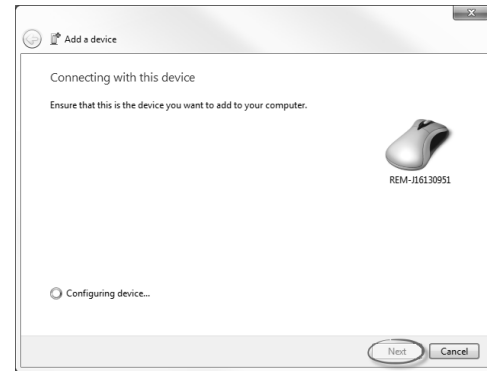 Add a device
Connecting with this device
Ensure that this is the device you want to add to your computer.
REM-J16130951
Configuring device...
Next Cancel